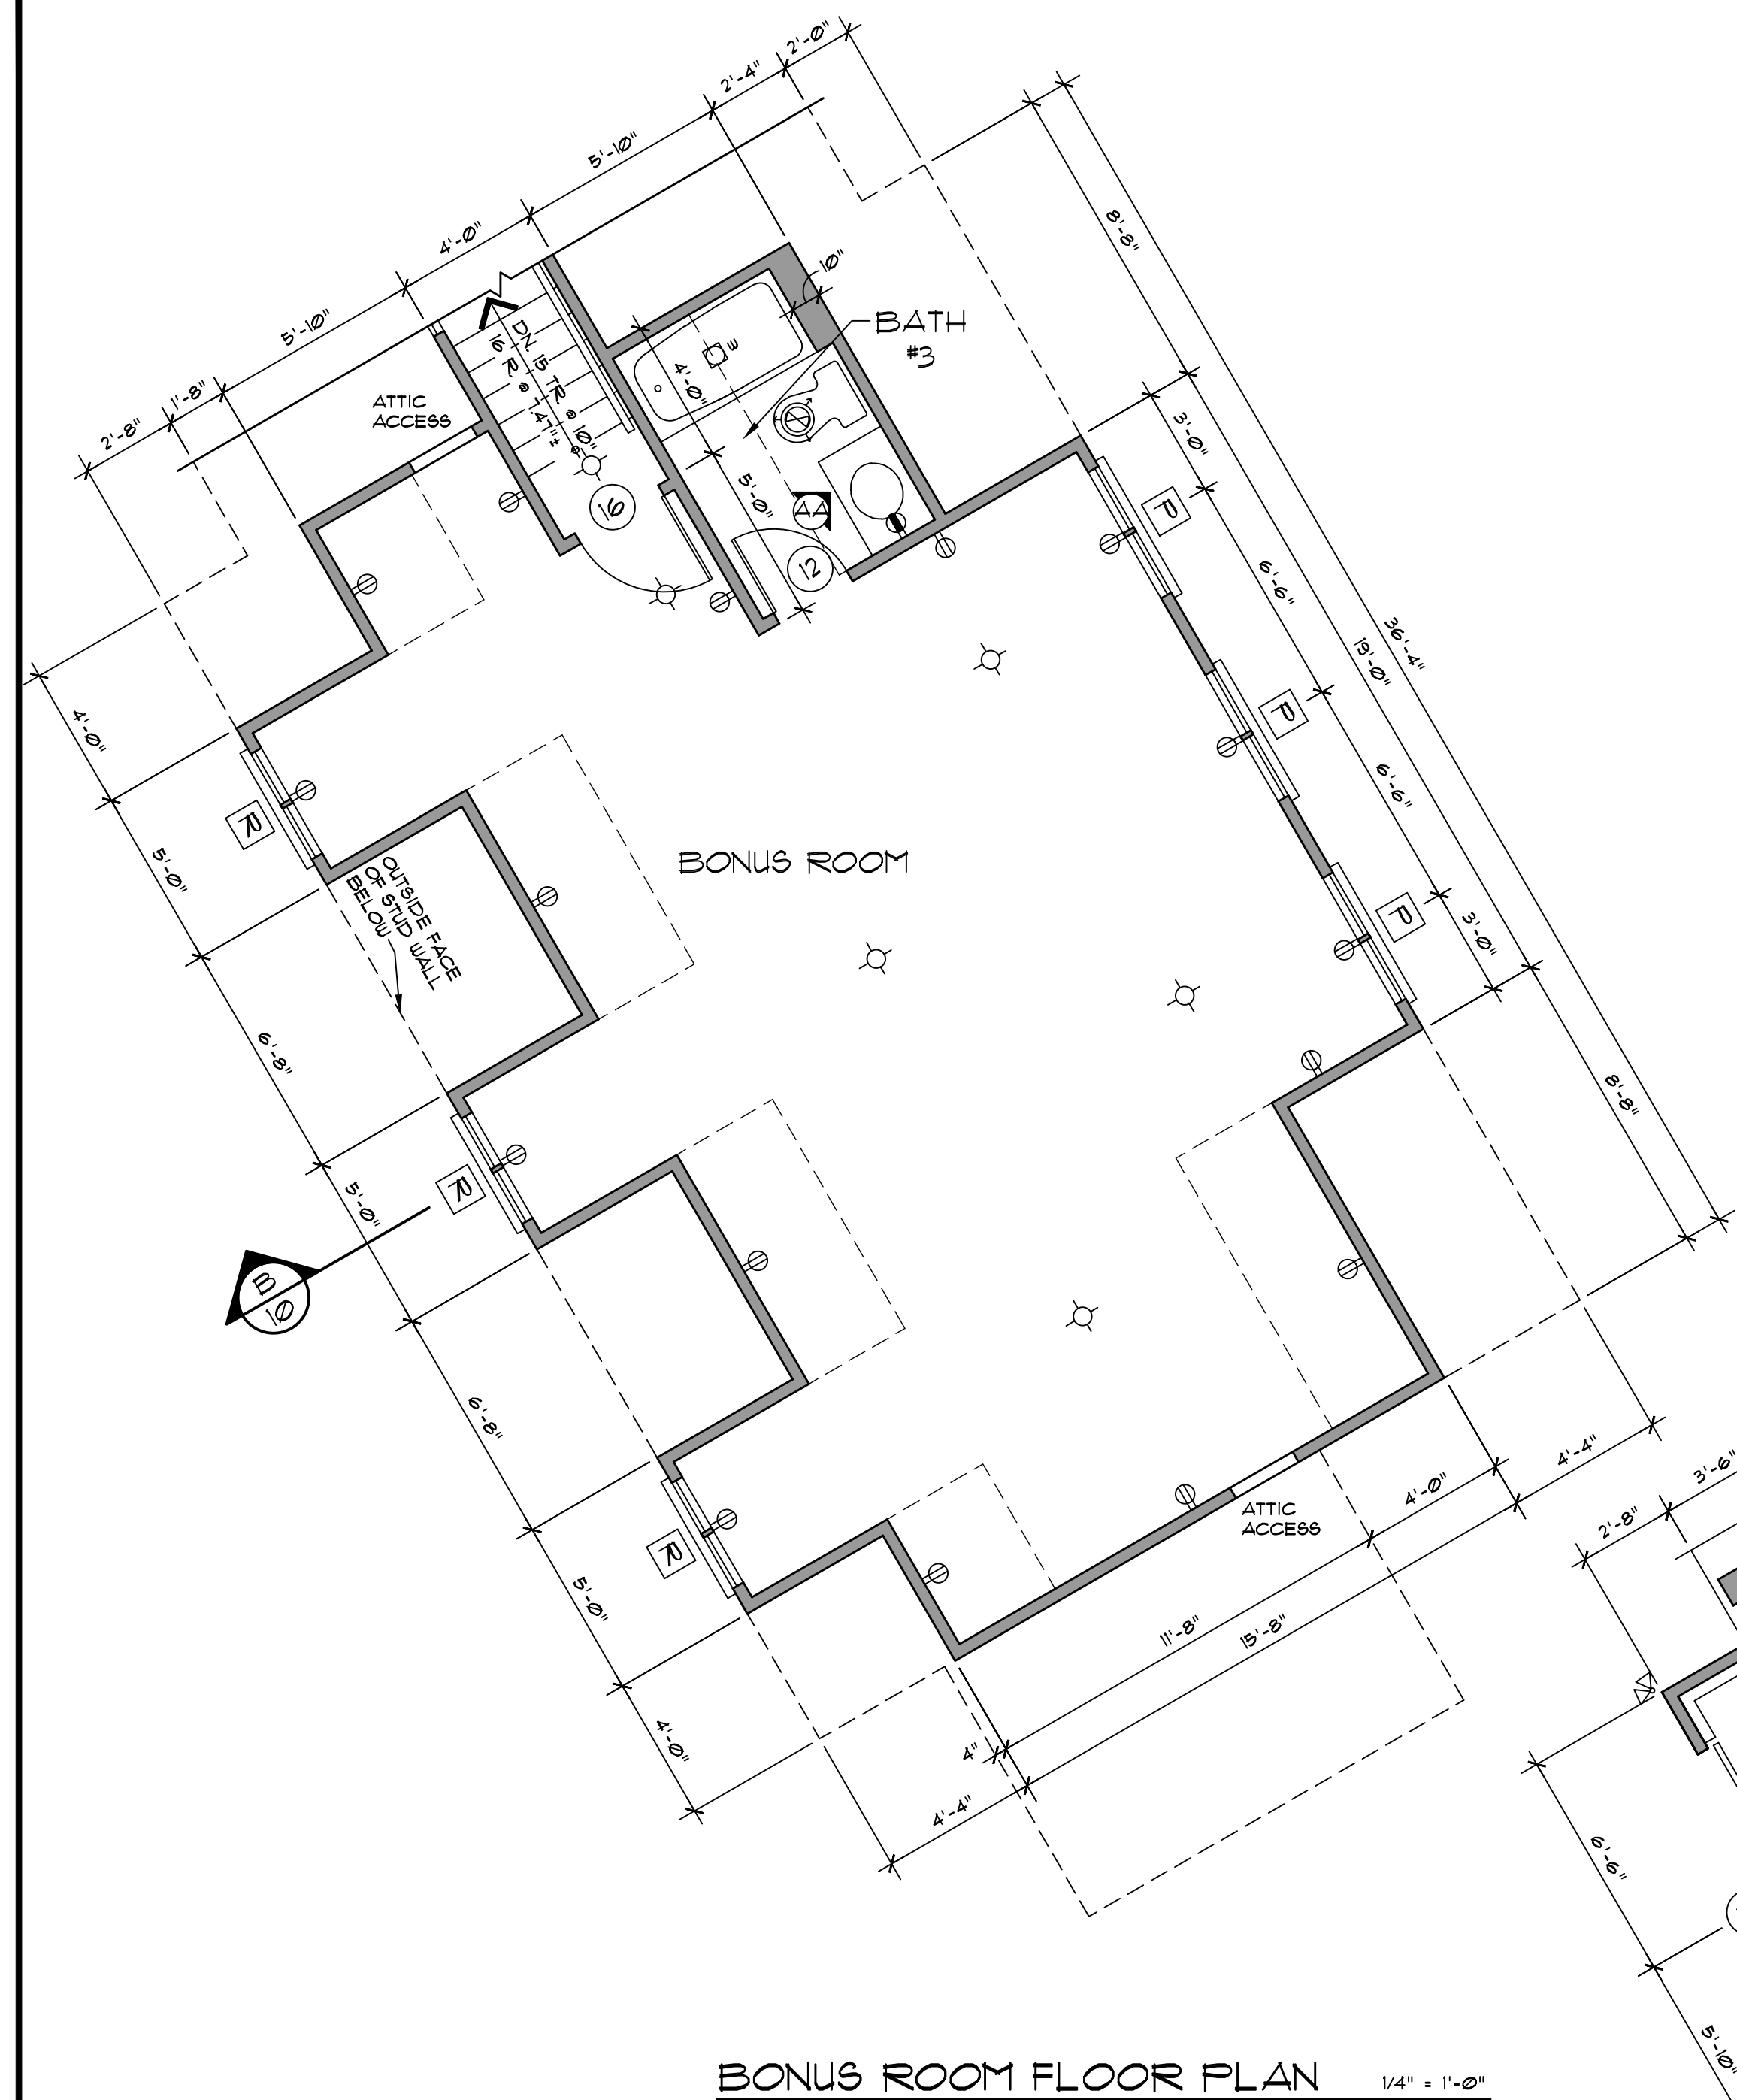 2'-0"
2'-4"
5'-10"
4'-0"
5'-10"
1'-8"
2'-8"
10"
BATH
#3
ATTIC
ACCESS
DN. 15 TR. @ 10"
16 R. @ 7.47"±
W
4'-0"
5'-0"
16
AA
12
8'-8"
3'-0"
6'-6"
6'-6"
3'-0"
19'-0"
36'-4"
8'-8"
4'-0"
5'-0"
6'-8"
5'-0"
6'-8"
5'-0"
4'-0"
OUTSIDE FACE
OF STUD WALL
BELOW
BONUS ROOM
B
10
ATTIC
ACCESS
4'-0"
4'-4"
11'-8"
15'-8"
4"
4'-4"
3'-6"
2'-8"
6'-6"
5'-10"
BONUS ROOM FLOOR PLAN
1/4" = 1'-0"